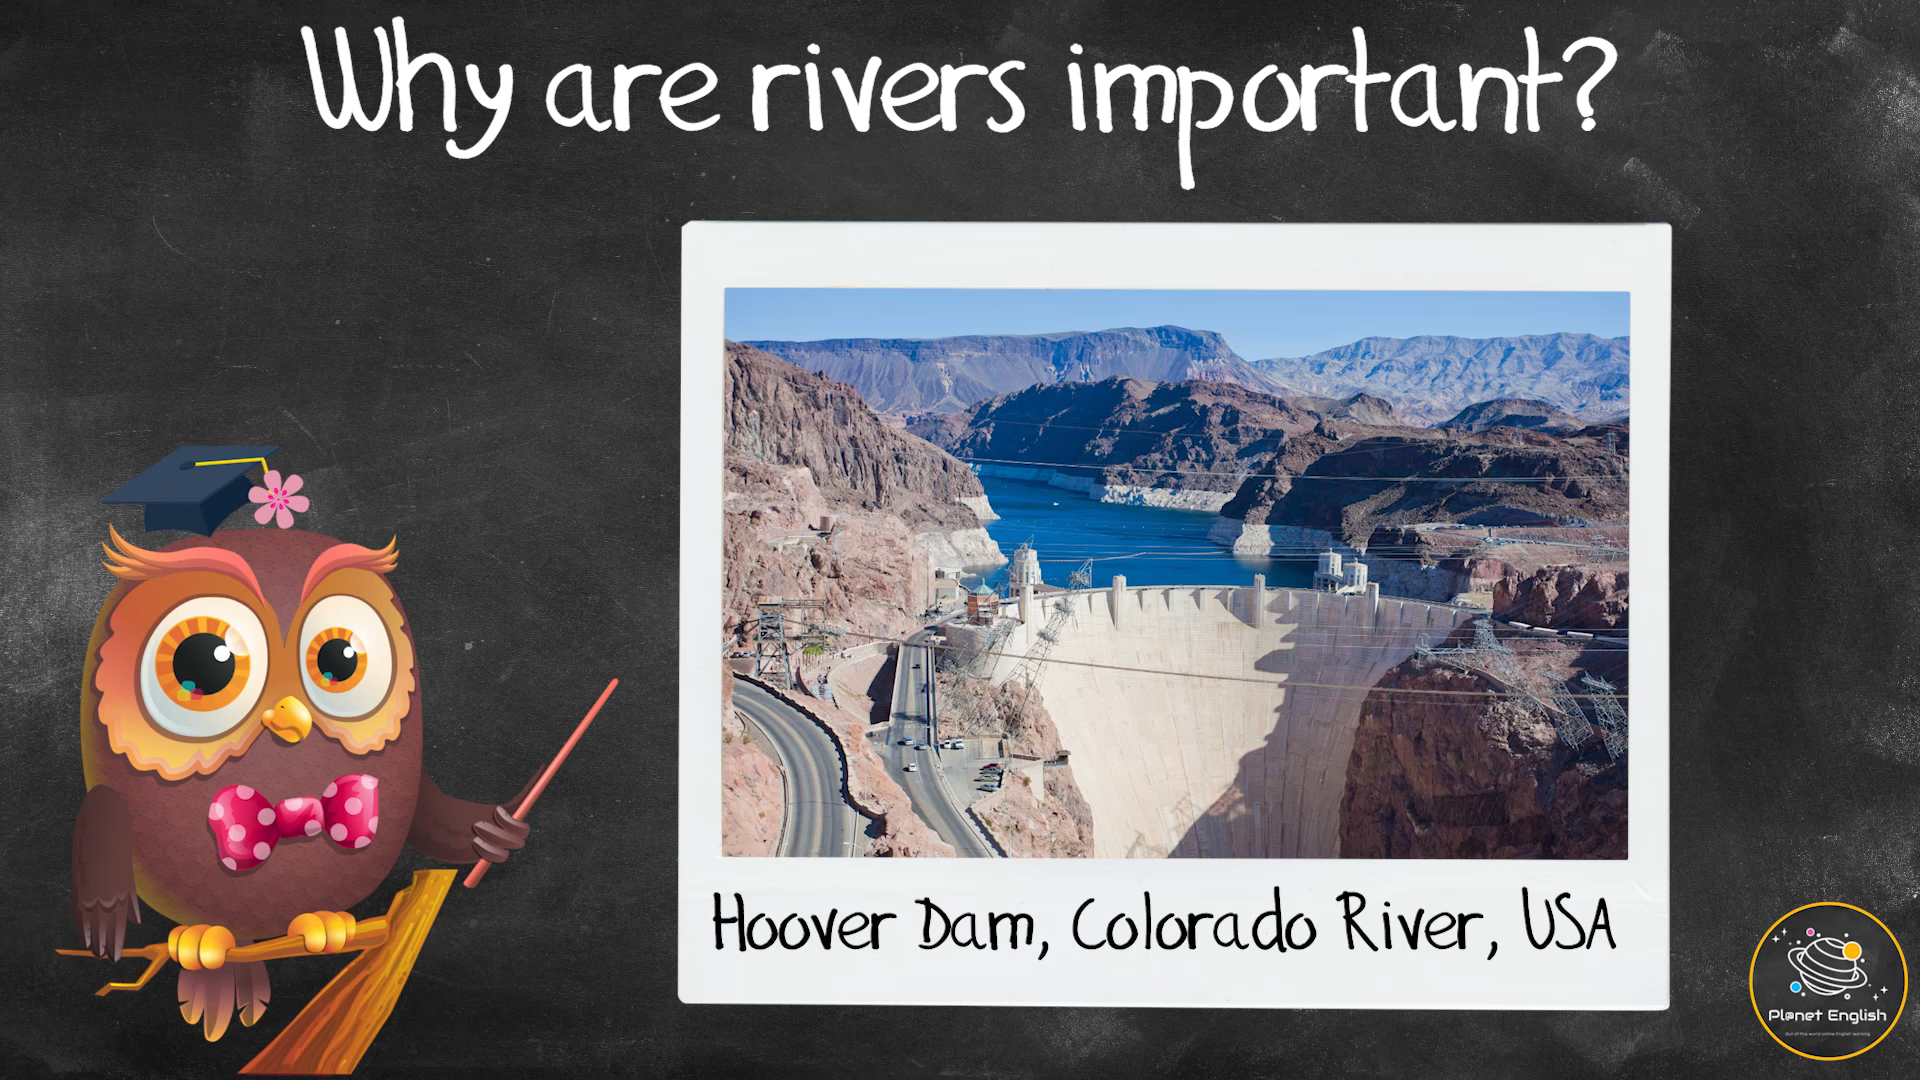 Why are rivers important?
Hoover Dam, Colorado River, USA
Planet English